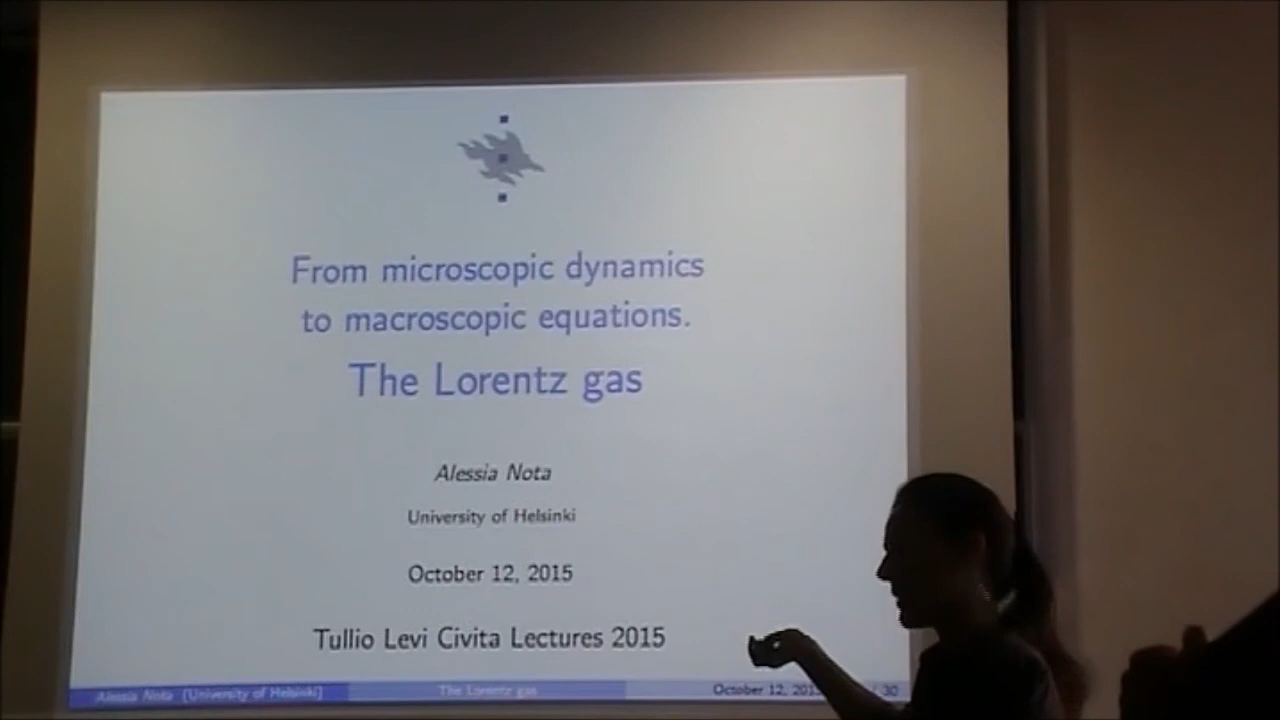 From microscopic dynamics
to macroscopic equations.
The Lorentz gas
Alessia Nota
University of Helsinki
October 12, 2015
Tullio Levi Civita Lectures 2015
Alessia Nota (University of Helsinki) The Lorentz gas October 12, 201 / 30